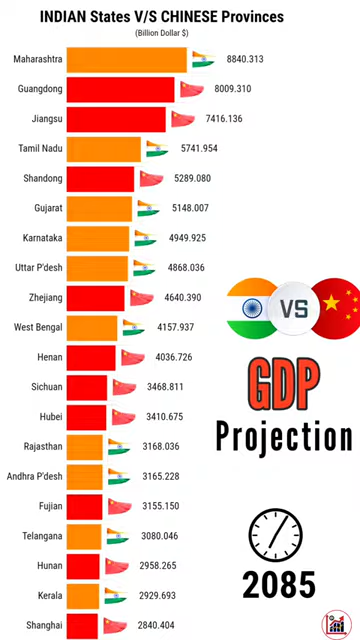 INDIAN States V/S CHINESE Provinces
(Billion Dollar $)
Maharashtra 8840.313
Guangdong 8009.310
Jiangsu 7416.136
Tamil Nadu 5741.954
Shandong 5289.080
Gujarat 5148.007
Karnataka 4949.925
Uttar P'desh 4868.036
Zhejiang 4640.390
West Bengal 4157.937
Henan 4036.726
Sichuan 3468.811
Hubei 3410.675
Rajasthan 3168.036
Andhra P'desh 3165.228
Fujian 3155.150
Telangana 3080.046
Hunan 2958.265
Kerala 2929.693
Shanghai 2840.404
VS
GDP
Projection
2085